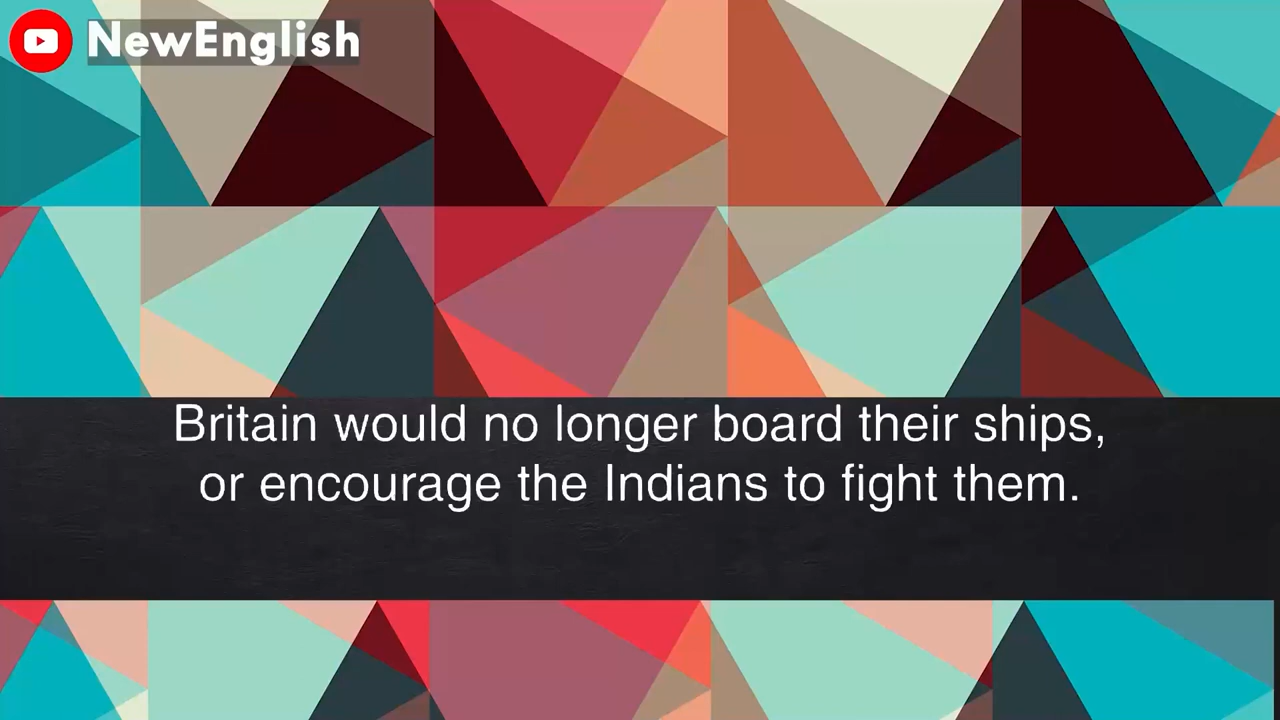 NewEnglish
Britain would no longer board their ships,
or encourage the Indians to fight them.